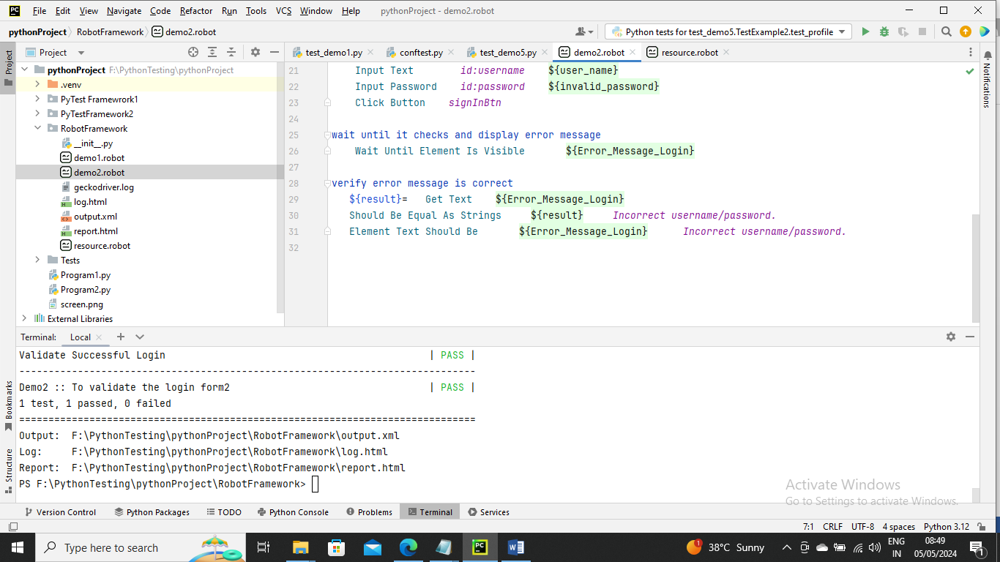 PC File Edit View Navigate Code Refactor Run Tools VCS Window Help pythonProject - demo2.robot
pythonProject RobotFramework demo2.robot Python tests for test_demo5.TestExample2.test_profile
Project
Project
test_demo1.py conftest.py test_demo5.py demo2.robot resource.robot
Notifications
pythonProject F:\PythonTesting\pythonProject
.venv
PyTest Framewrork1
PyTestFramework2
RobotFramework
__init__.py
demo1.robot
demo2.robot
geckodriver.log
log.html
output.xml
report.html
resource.robot
Tests
Program1.py
Program2.py
screen.png
External Libraries
21 Input Text id:username ${user_name}
22 Input Password id:password ${invalid_password}
23 Click Button signInBtn
24
25 wait until it checks and display error message
26 Wait Until Element Is Visible ${Error_Message_Login}
27
28 verify error message is correct
29 ${result}= Get Text ${Error_Message_Login}
30 Should Be Equal As Strings ${result} Incorrect username/password.
31 Element Text Should Be ${Error_Message_Login} Incorrect username/password.
32
Terminal: Local
Validate Successful Login | PASS |
------------------------------------------------------------------------------
Demo2 :: To validate the login form2 | PASS |
1 test, 1 passed, 0 failed
==============================================================================
Output: F:\PythonTesting\pythonProject\RobotFramework\output.xml
Log: F:\PythonTesting\pythonProject\RobotFramework\log.html
Report: F:\PythonTesting\pythonProject\RobotFramework\report.html
PS F:\PythonTesting\pythonProject\RobotFramework>
Bookmarks
Structure
Activate Windows
Go to Settings to activate Windows.
Version Control Python Packages TODO Python Console Problems Terminal Services
7:1 CRLF UTF-8 4 spaces Python 3.12
Type here to search
PC
W
1
38°C Sunny
ENG
IN
08:49
05/05/2024
1